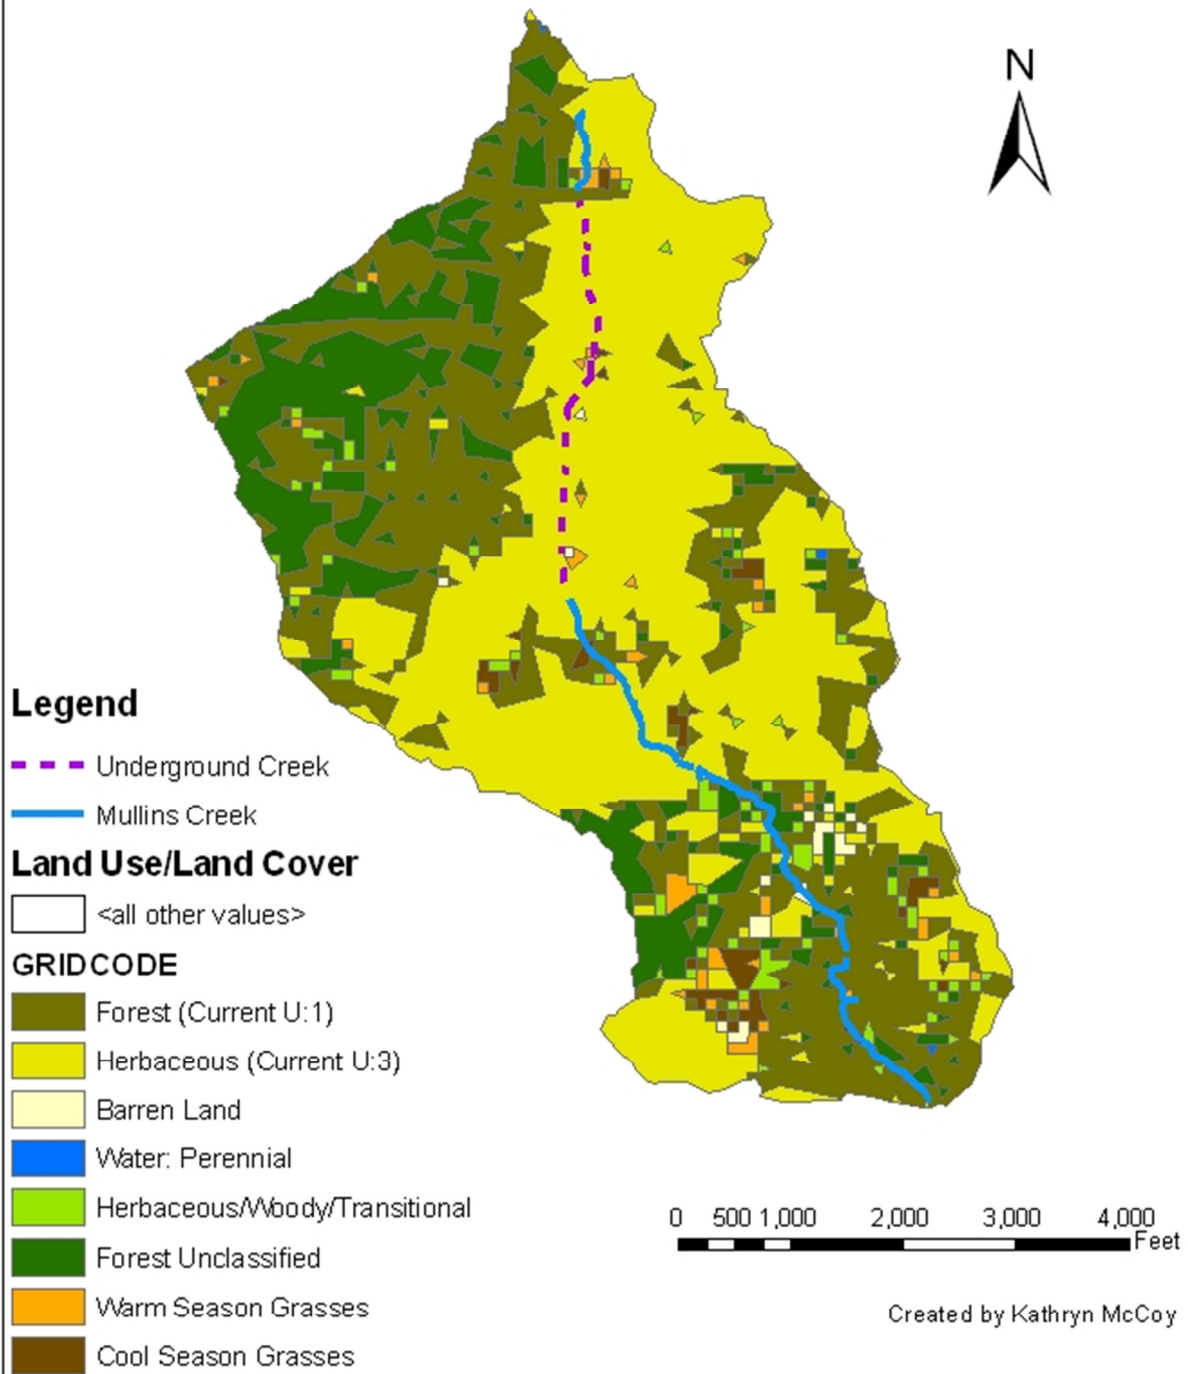 N
Legend
Underground Creek
Mullins Creek
Land Use/Land Cover
<all other values>
GRIDCODE
Forest (Current U:1)
Herbaceous (Current U:3)
Barren Land
Water: Perennial
Herbaceous/Woody/Transitional
Forest Unclassified
Warm Season Grasses
Cool Season Grasses
0 500 1,000 2,000 3,000 4,000
Feet
Created by Kathryn McCoy